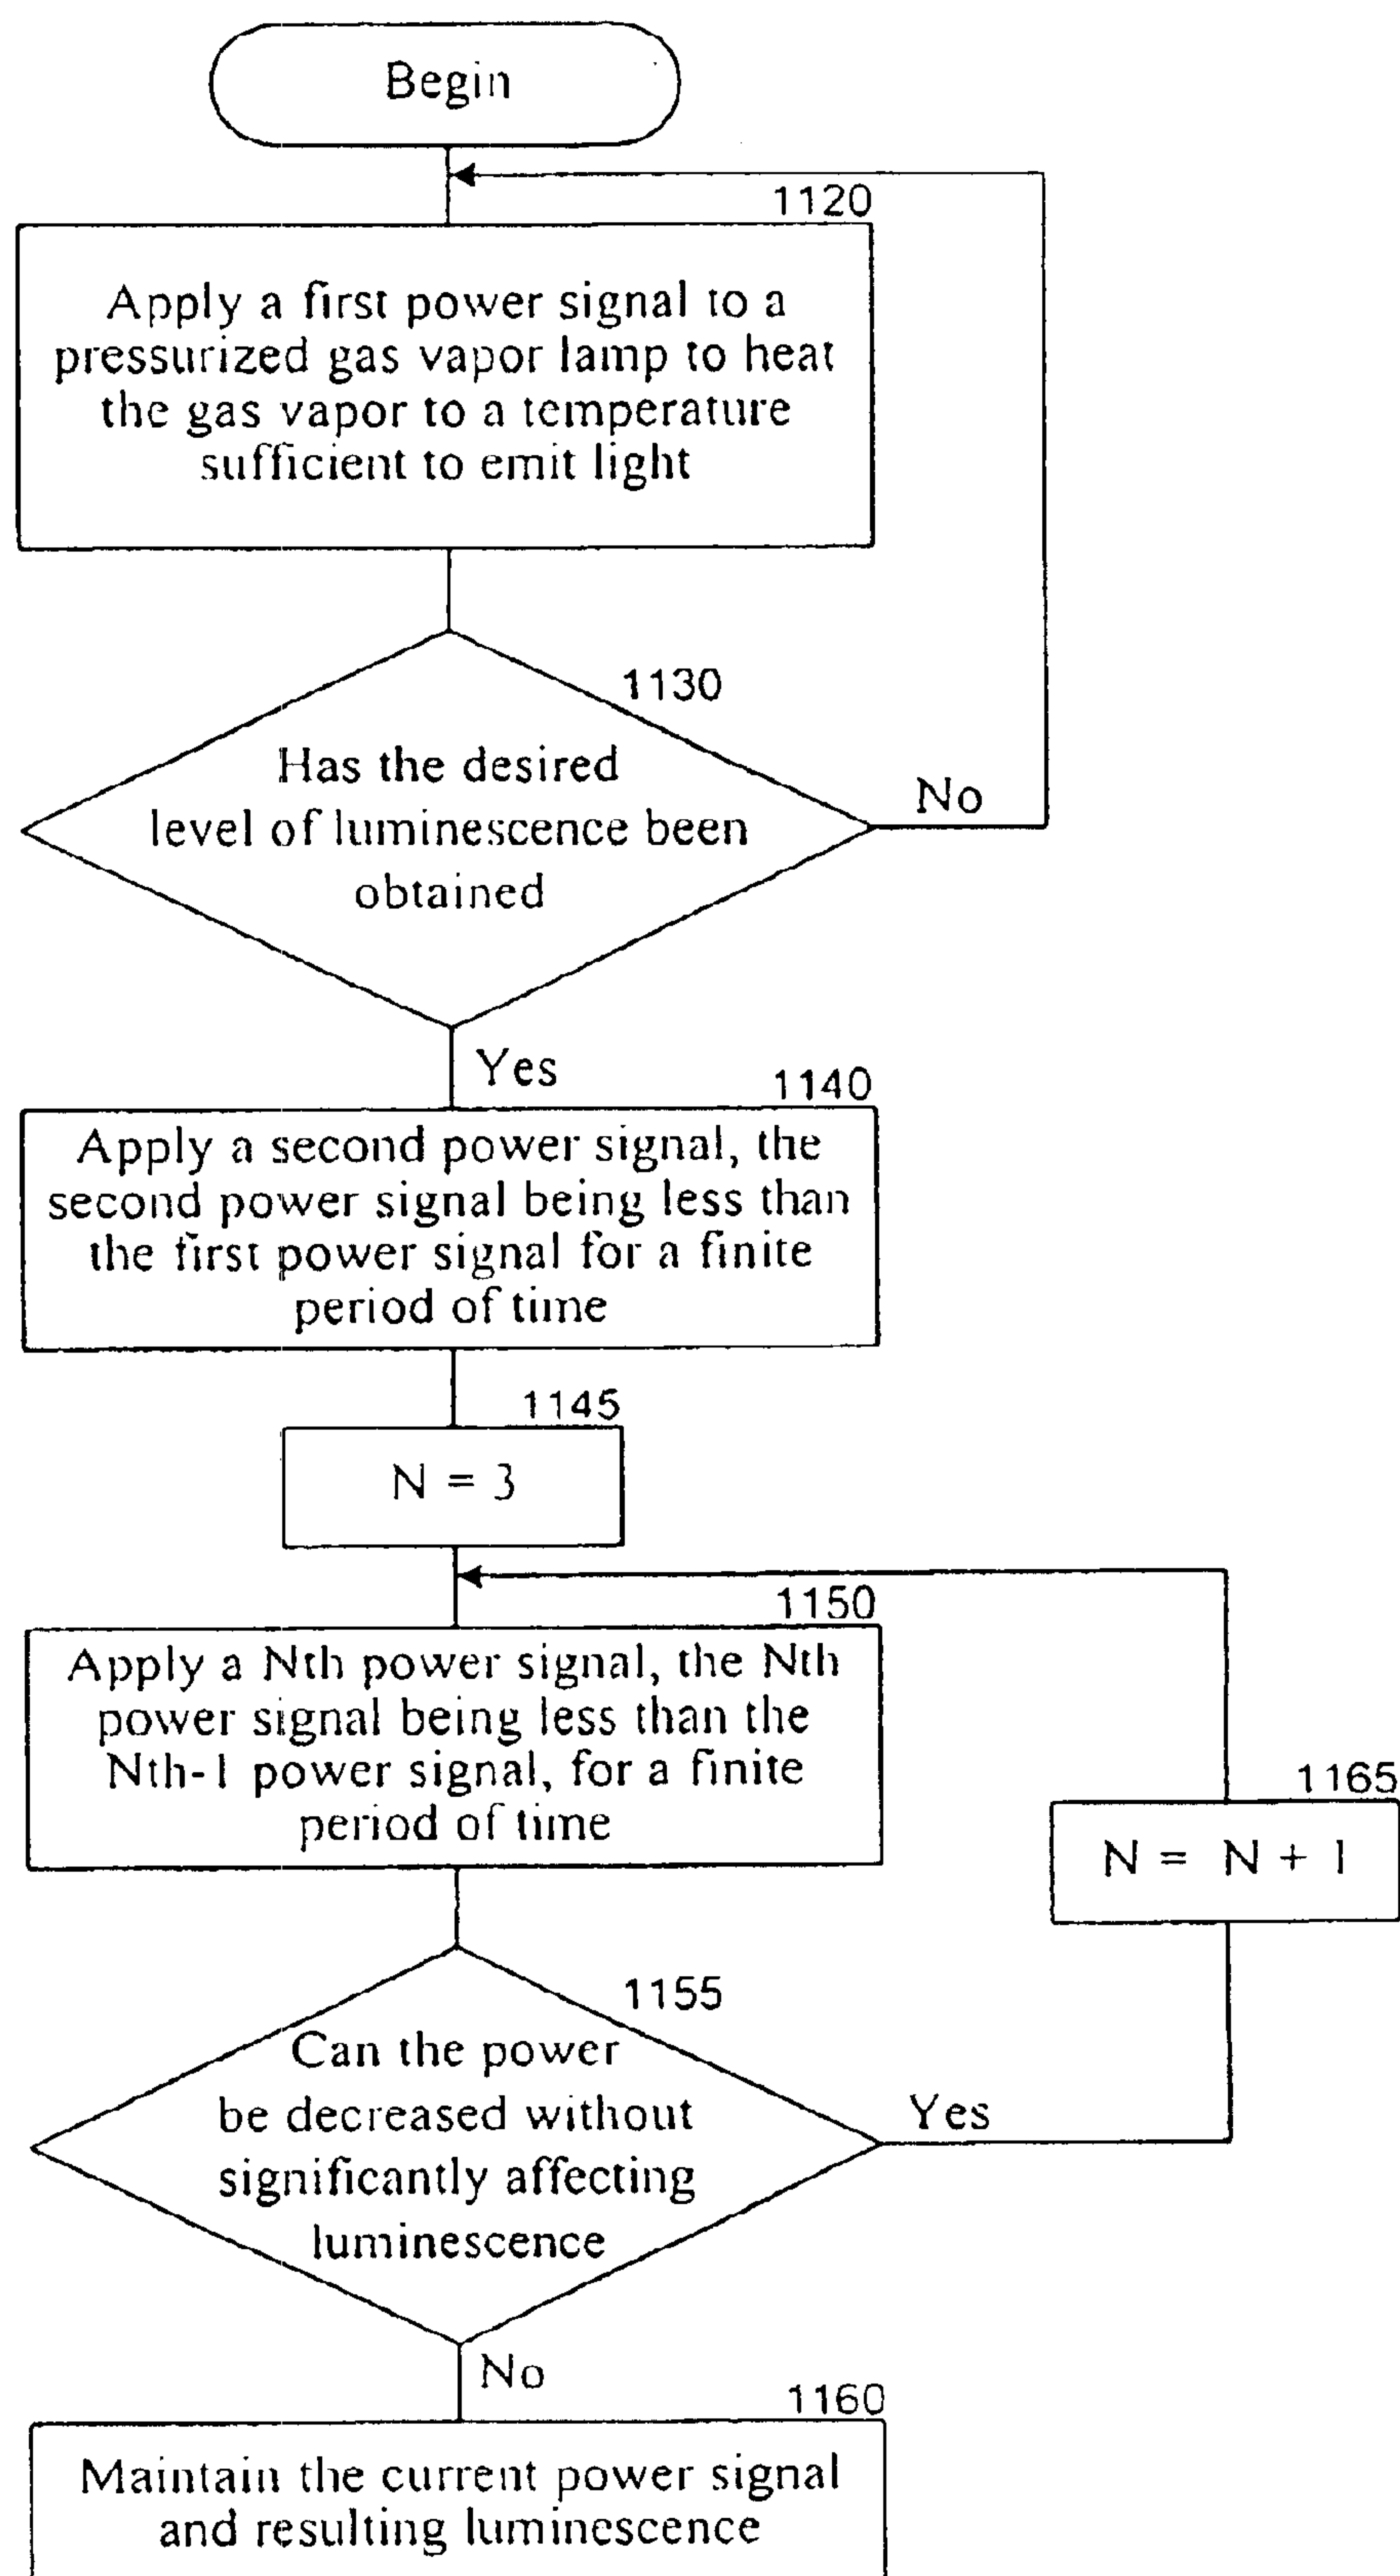 Begin
1120
Apply a first power signal to a
pressurized gas vapor lamp to heat
the gas vapor to a temperature
sufficient to emit light
1130
Has the desired
level of luminescence been
obtained
No
Yes
1140
Apply a second power signal, the
second power signal being less than
the first power signal for a finite
period of time
1145
N = 3
1150
Apply a Nth power signal, the Nth
power signal being less than the
Nth-1 power signal, for a finite
period of time
1165
N = N + 1
1155
Can the power
be decreased without
significantly affecting
luminescence
Yes
No
1160
Maintain the current power signal
and resulting luminescence